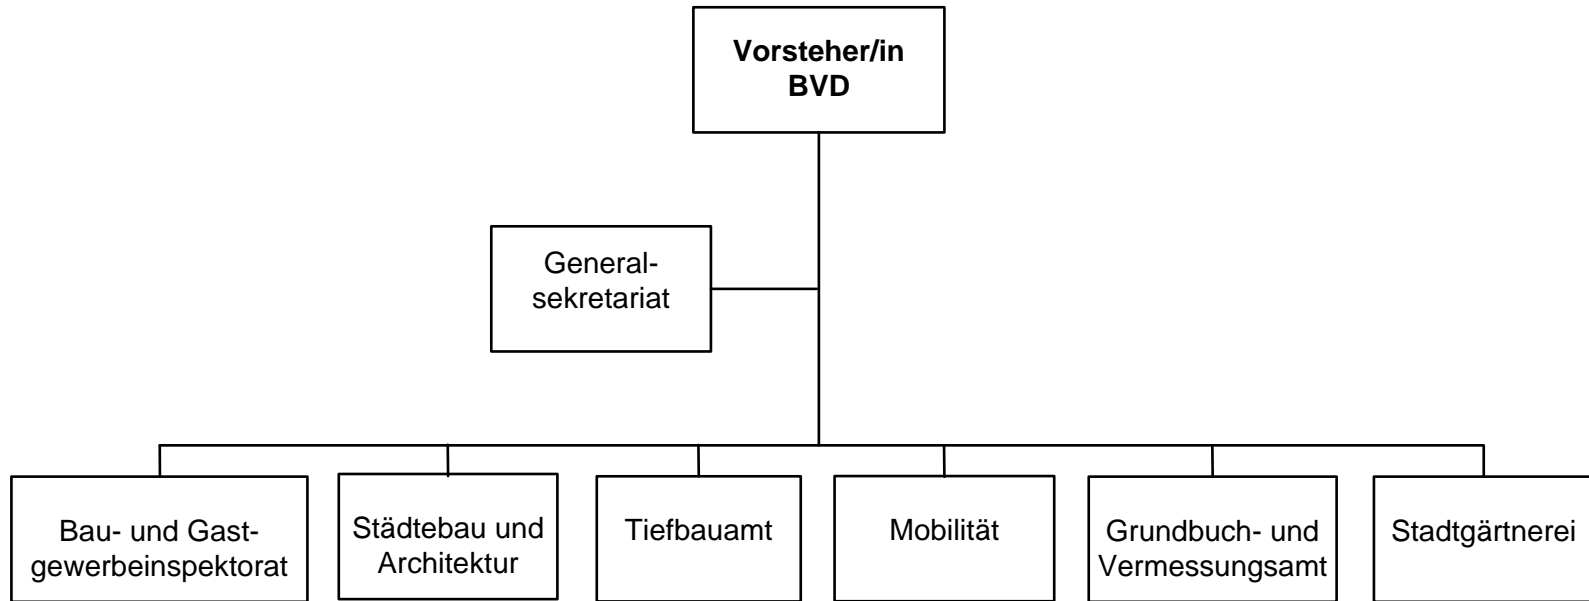 Vorsteher/in
BVD
General-
sekretariat
Bau- und Gast-
gewerbeinspektorat
Städtebau und
Architektur
Tiefbauamt
Mobilität
Grundbuch- und
Vermessungsamt
Stadtgärtnerei